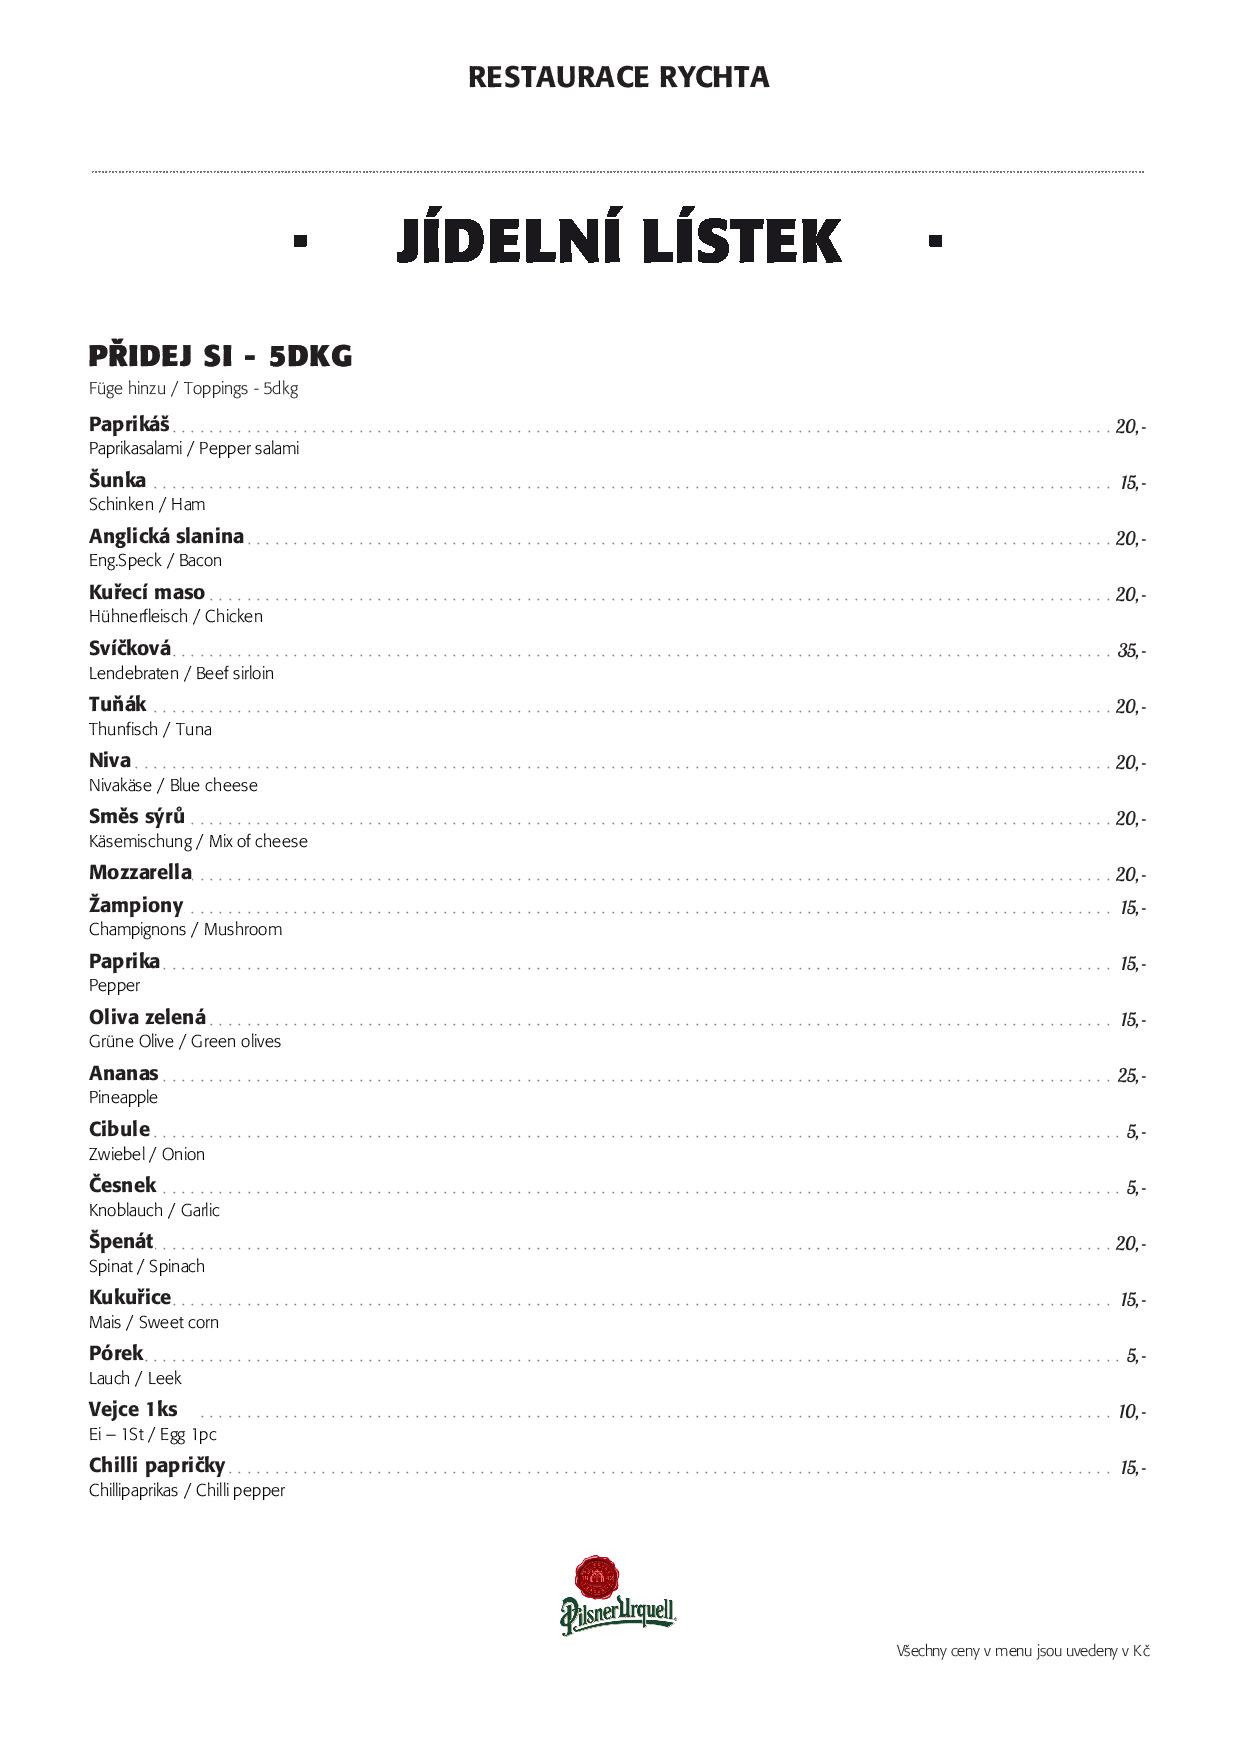 RESTAURACE RYCHTA
JÍDELNÍ LÍSTEK
PŘIDEJ SI - 5DKG
Füge hinzu / Toppings - 5dkg
Paprikáš 20,-
Paprikasalami / Pepper salami
Šunka 15,-
Schinken / Ham
Anglická slanina 20,-
Eng.Speck / Bacon
Kuřecí maso 20,-
Hühnerfleisch / Chicken
Svíčková 35,-
Lendebraten / Beef sirloin
Tuňák 20,-
Thunfisch / Tuna
Niva 20,-
Nivakäse / Blue cheese
Směs sýrů 20,-
Käsemischung / Mix of cheese
Mozzarella 20,-
Žampiony 15,-
Champignons / Mushroom
Paprika 15,-
Pepper
Oliva zelená 15,-
Grüne Olive / Green olives
Ananas 25,-
Pineapple
Cibule 5,-
Zwiebel / Onion
Česnek 5,-
Knoblauch / Garlic
Špenát 20,-
Spinat / Spinach
Kukuřice 15,-
Mais / Sweet corn
Pórek 5,-
Lauch / Leek
Vejce 1ks 10,-
Ei – 1St / Egg 1pc
Chilli papričky 15,-
Chillipaprikas / Chilli pepper
Pilsner Urquell
Všechny ceny v menu jsou uvedeny v Kč